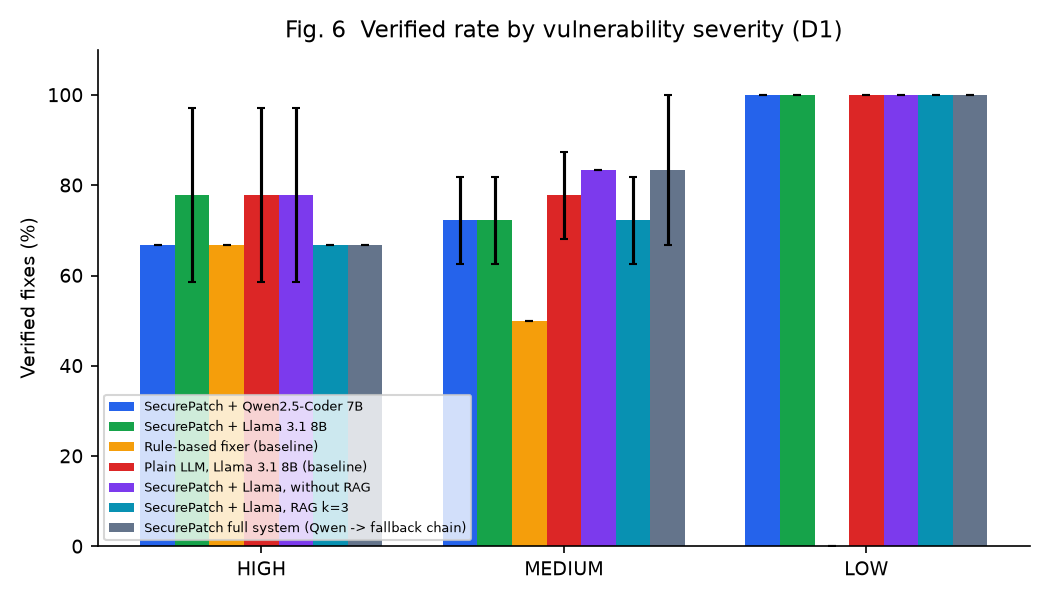 Fig. 6  Verified rate by vulnerability severity (D1)
Verified fixes (%)
100
80
60
40
20
0
SecurePatch + Qwen2.5-Coder 7B
SecurePatch + Llama 3.1 8B
Rule-based fixer (baseline)
Plain LLM, Llama 3.1 8B (baseline)
SecurePatch + Llama, without RAG
SecurePatch + Llama, RAG k=3
SecurePatch full system (Qwen -> fallback chain)
HIGH
MEDIUM
LOW